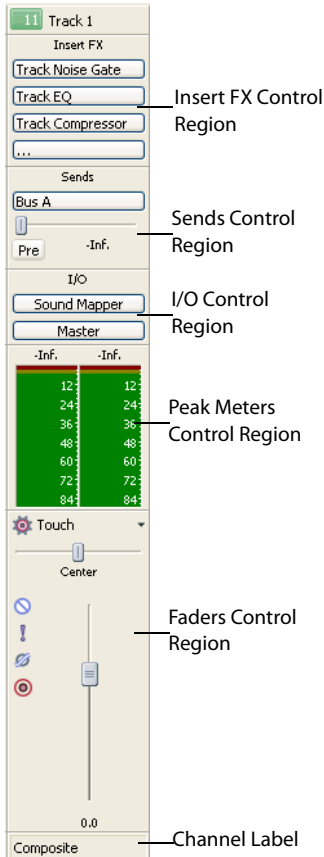 11 Track 1
Insert FX
Track Noise Gate
Track EQ
Track Compressor
...
Insert FX Control
Region
Sends
Bus A
Pre -Inf.
Sends Control
Region
I/O
Sound Mapper
Master
I/O Control
Region
-Inf. -Inf.
12 12
24 24
36 36
48 48
60 60
72 72
84 84
Peak Meters
Control Region
Touch
Center
0.0
Faders Control
Region
Composite
Channel Label